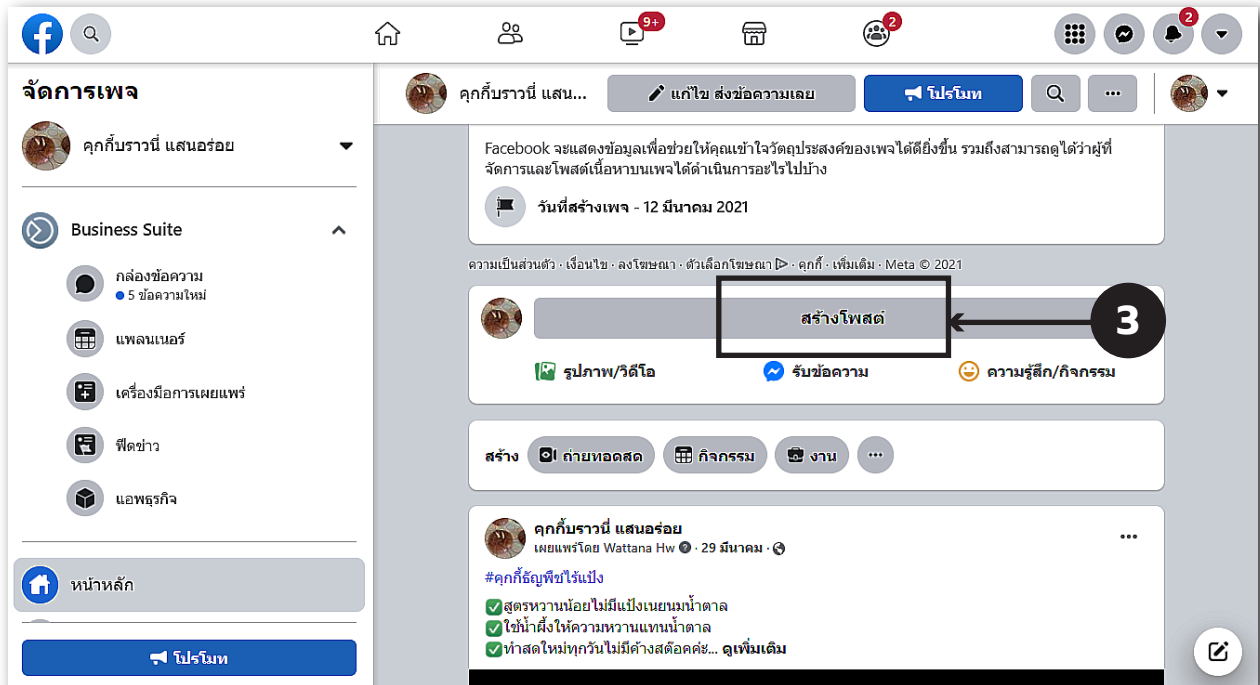 9+
2
2
จัดการเพจ
คุกกี้บราวนี่ แสนอร่อย
Business Suite
กล่องข้อความ
5 ข้อความใหม่
แพลนเนอร์
เครื่องมือการเผยแพร่
ฟีดข่าว
แอพธุรกิจ
หน้าหลัก
โปรโมท
คุกกี้บราวนี่ แสน...
แก้ไข ส่งข้อความเลย
โปรโมท
Facebook จะแสดงข้อมูลเพื่อช่วยให้คุณเข้าใจวัตถุประสงค์ของเพจได้ดียิ่งขึ้น รวมถึงสามารถดูได้ว่าผู้ที่
จัดการและโพสต์เนื้อหาบนเพจได้ดำเนินการอะไรไปบ้าง
วันที่สร้างเพจ - 12 มีนาคม 2021
ความเป็นส่วนตัว · เงื่อนไข · ลงโฆษณา · ตัวเลือกโฆษณา · คุกกี้ · เพิ่มเติม · Meta © 2021
สร้างโพสต์
3
รูปภาพ/วิดีโอ
รับข้อความ
ความรู้สึก/กิจกรรม
สร้าง
ถ่ายทอดสด
กิจกรรม
งาน
คุกกี้บราวนี่ แสนอร่อย
เผยแพร่โดย Wattana Hw · 29 มีนาคม ·
#คุกกี้ธัญพืชไร้แป้ง
สูตรหวานน้อยไม่มีแป้งเนยนมน้ำตาล
ใช้น้ำผึ้งให้ความหวานแทนน้ำตาล
ทำสดใหม่ทุกวันไม่มีค้างสต๊อคค่ะ... ดูเพิ่มเติม